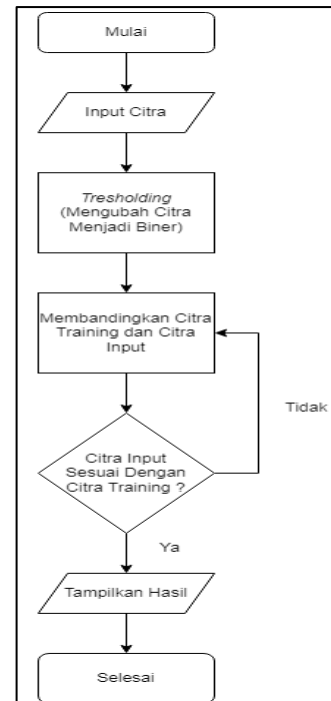 Mulai
Input Citra
Tresholding
(Mengubah Citra
Menjadi Biner)
Membandingkan Citra
Training dan Citra
Input
Tidak
Citra Input
Sesuai Dengan
Citra Training ?
Ya
Tampilkan Hasil
Selesai